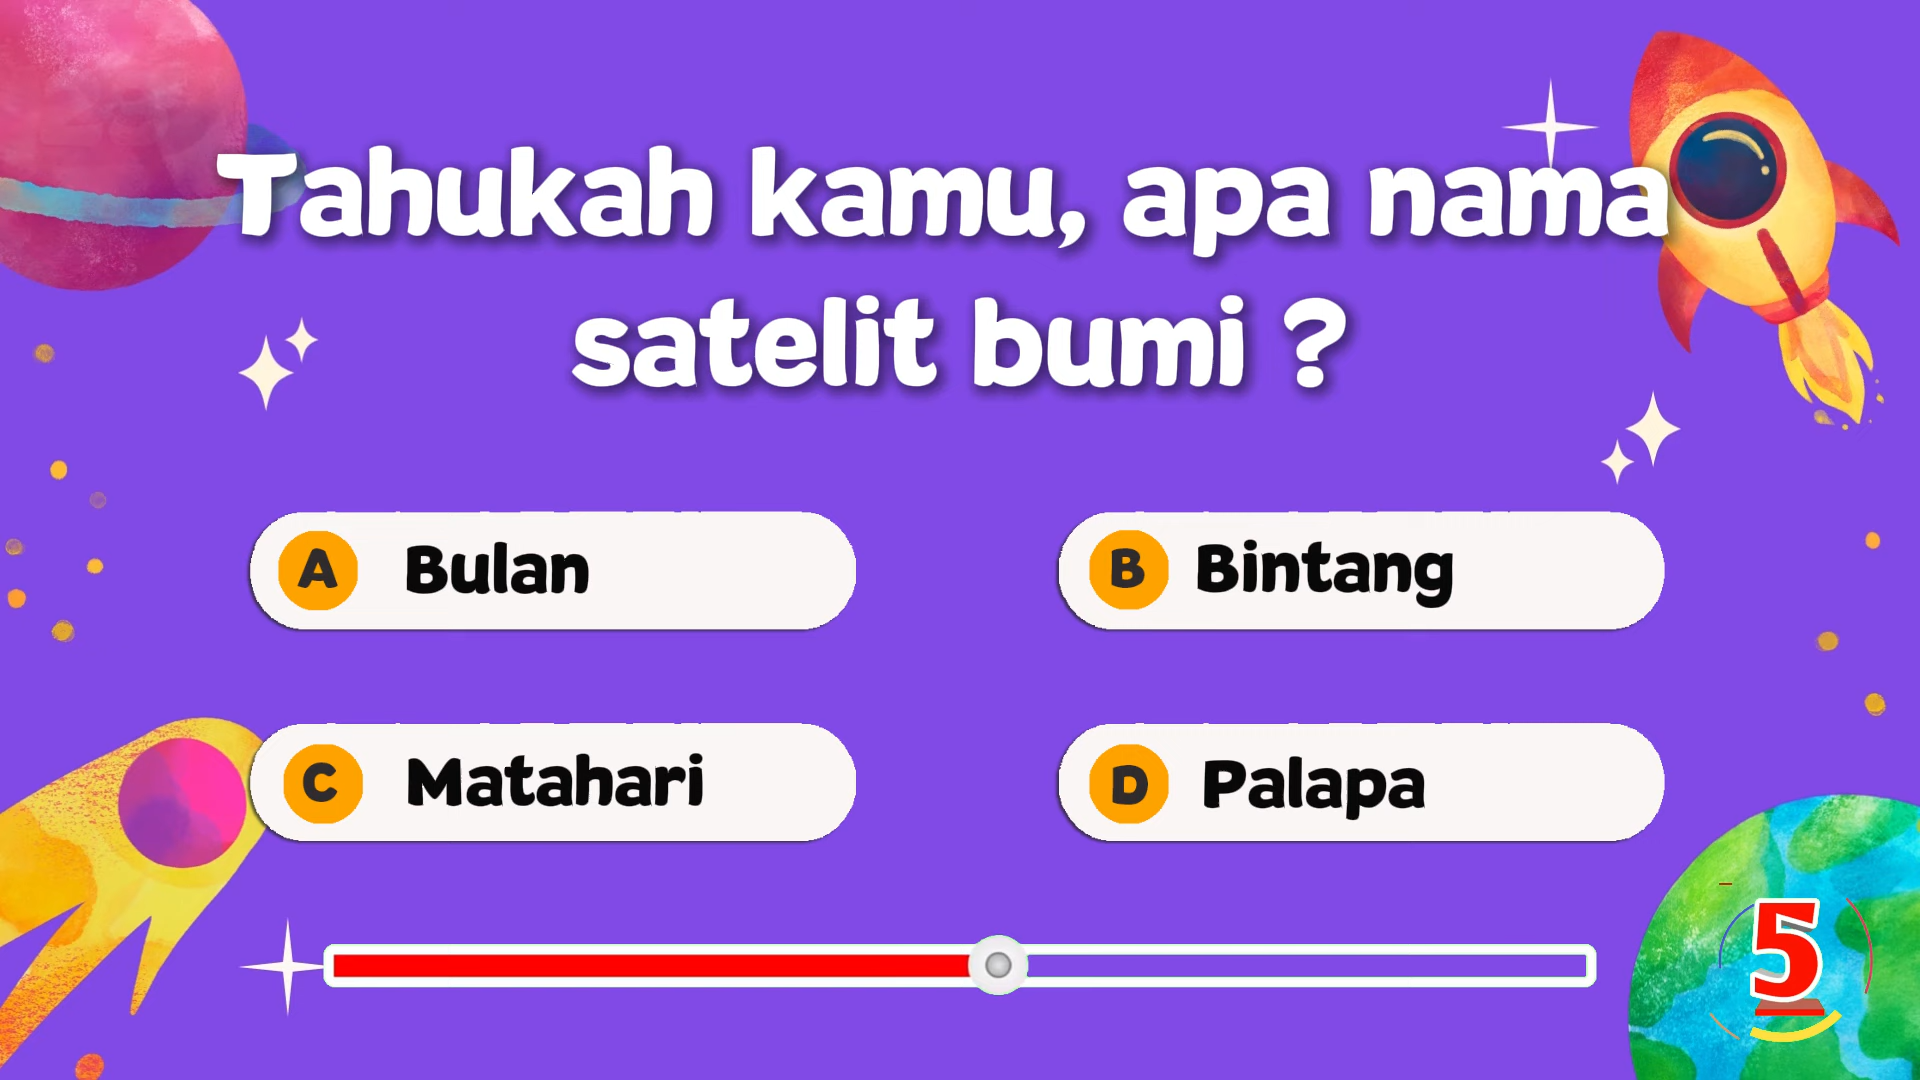 Tahukah kamu, apa nama
satelit bumi ?
A Bulan
B Bintang
C Matahari
D Palapa
5